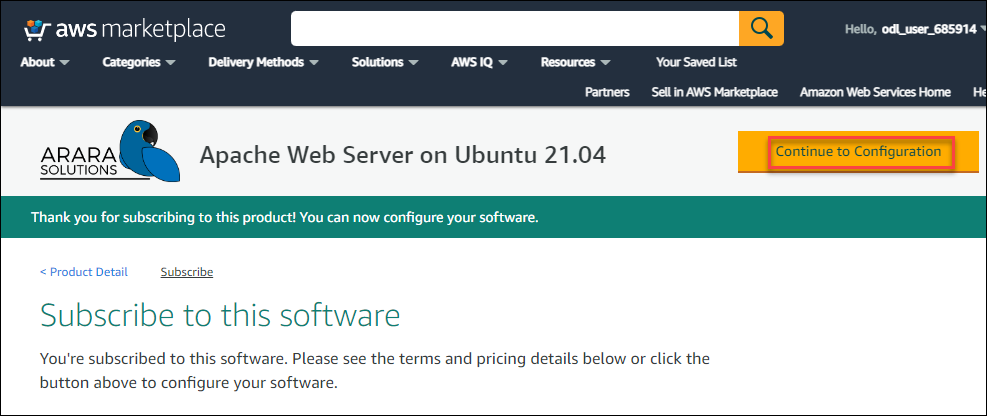 aws marketplace
Hello, odl_user_685914
About Categories Delivery Methods Solutions AWS IQ Resources Your Saved List
Partners Sell in AWS Marketplace Amazon Web Services Home He
ARARA
SOLUTIONS
Apache Web Server on Ubuntu 21.04
Continue to Configuration
Thank you for subscribing to this product! You can now configure your software.
< Product Detail Subscribe
Subscribe to this software
You're subscribed to this software. Please see the terms and pricing details below or click the
button above to configure your software.